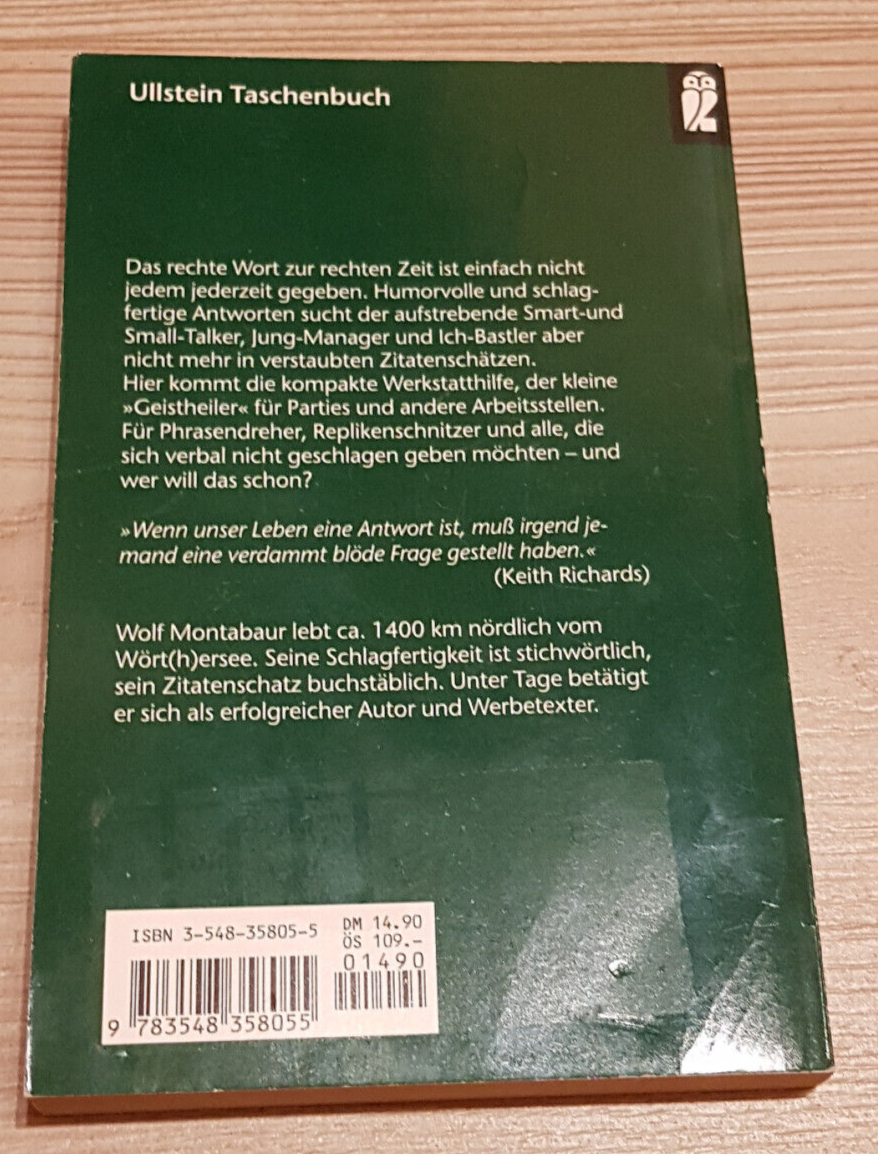 Ullstein Taschenbuch
Das rechte Wort zur rechten Zeit ist einfach nicht
jedem jederzeit gegeben. Humorvolle und schlag-
fertige Antworten sucht der aufstrebende Smart-und
Small-Talker, Jung-Manager und Ich-Bastler aber
nicht mehr in verstaubten Zitatenschätzen.
Hier kommt die kompakte Werkstatthilfe, der kleine
»Geistheiler« für Parties und andere Arbeitsstellen.
Für Phrasendreher, Replikenschnitzer und alle, die
sich verbal nicht geschlagen geben möchten – und
wer will das schon?
»Wenn unser Leben eine Antwort ist, muß irgend je-
mand eine verdammt blöde Frage gestellt haben.«
(Keith Richards)
Wolf Montabaur lebt ca. 1400 km nördlich vom
Wört(h)ersee. Seine Schlagfertigkeit ist stichwörtlich,
sein Zitatenschatz buchstäblich. Unter Tage betätigt
er sich als erfolgreicher Autor und Werbetexter.
ISBN 3-548-35805-5
DM 14.90
ÖS 109.-
01490
9 783548 358055